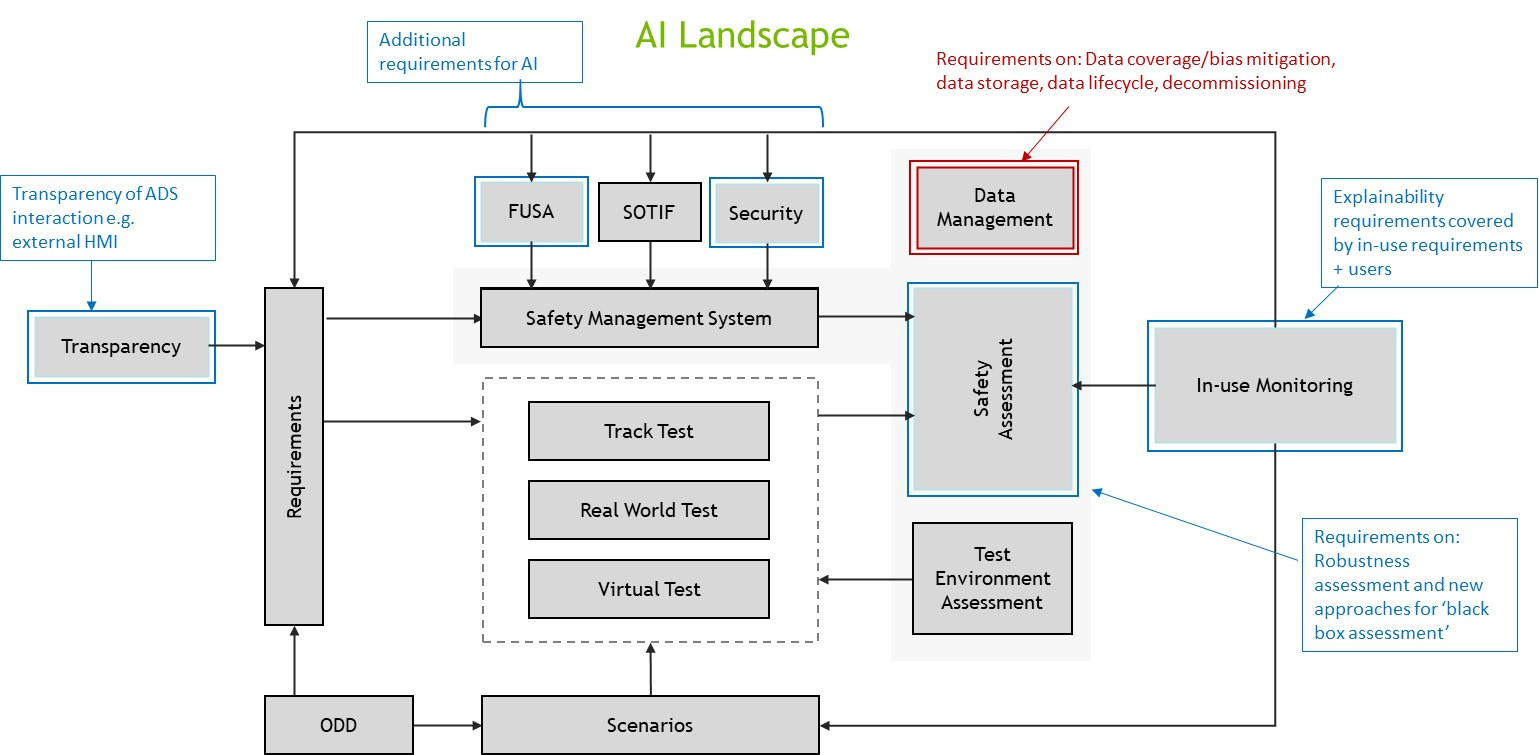 AI Landscape
Additional
requirements for AI
Requirements on: Data coverage/bias mitigation,
data storage, data lifecycle, decommissioning
Transparency of ADS
interaction e.g.
external HMI
FUSA
SOTIF
Security
Data
Management
Explainability
requirements covered
by in-use requirements
+ users
Transparency
Requirements
Safety Management System
Safety
Assessment
In-use Monitoring
Track Test
Real World Test
Virtual Test
Test
Environment
Assessment
Requirements on:
Robustness
assessment and new
approaches for ‘black
box assessment’
ODD
Scenarios